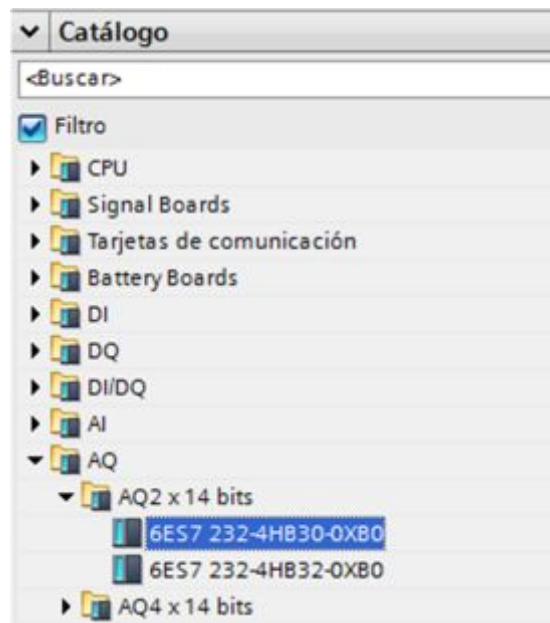 Catálogo
<Buscar>
Filtro
CPU
Signal Boards
Tarjetas de comunicación
Battery Boards
DI
DQ
DI/DQ
AI
AQ
AQ2 x 14 bits
6ES7 232-4HB30-0XB0
6ES7 232-4HB32-0XB0
AQ4 x 14 bits